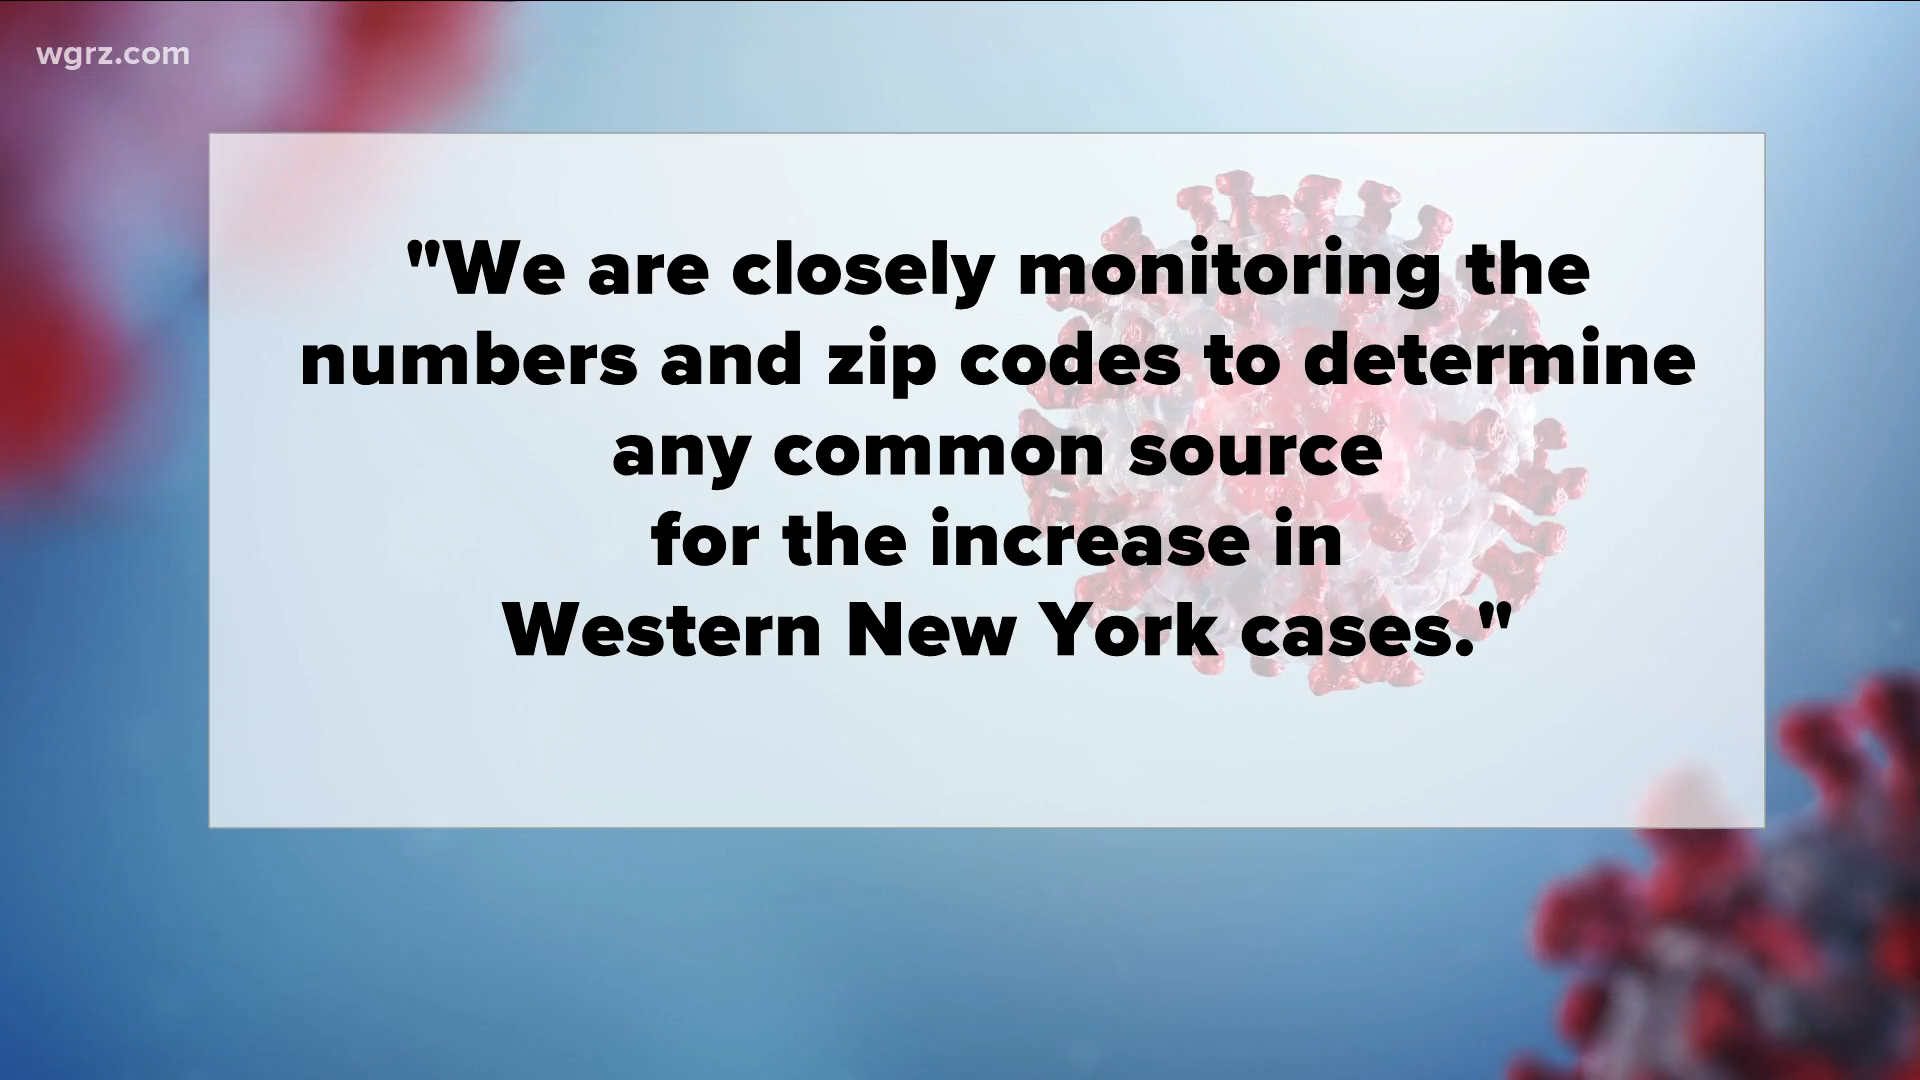 wgrz.com
"We are closely monitoring the
numbers and zip codes to determine
any common source
for the increase in
Western New York cases."